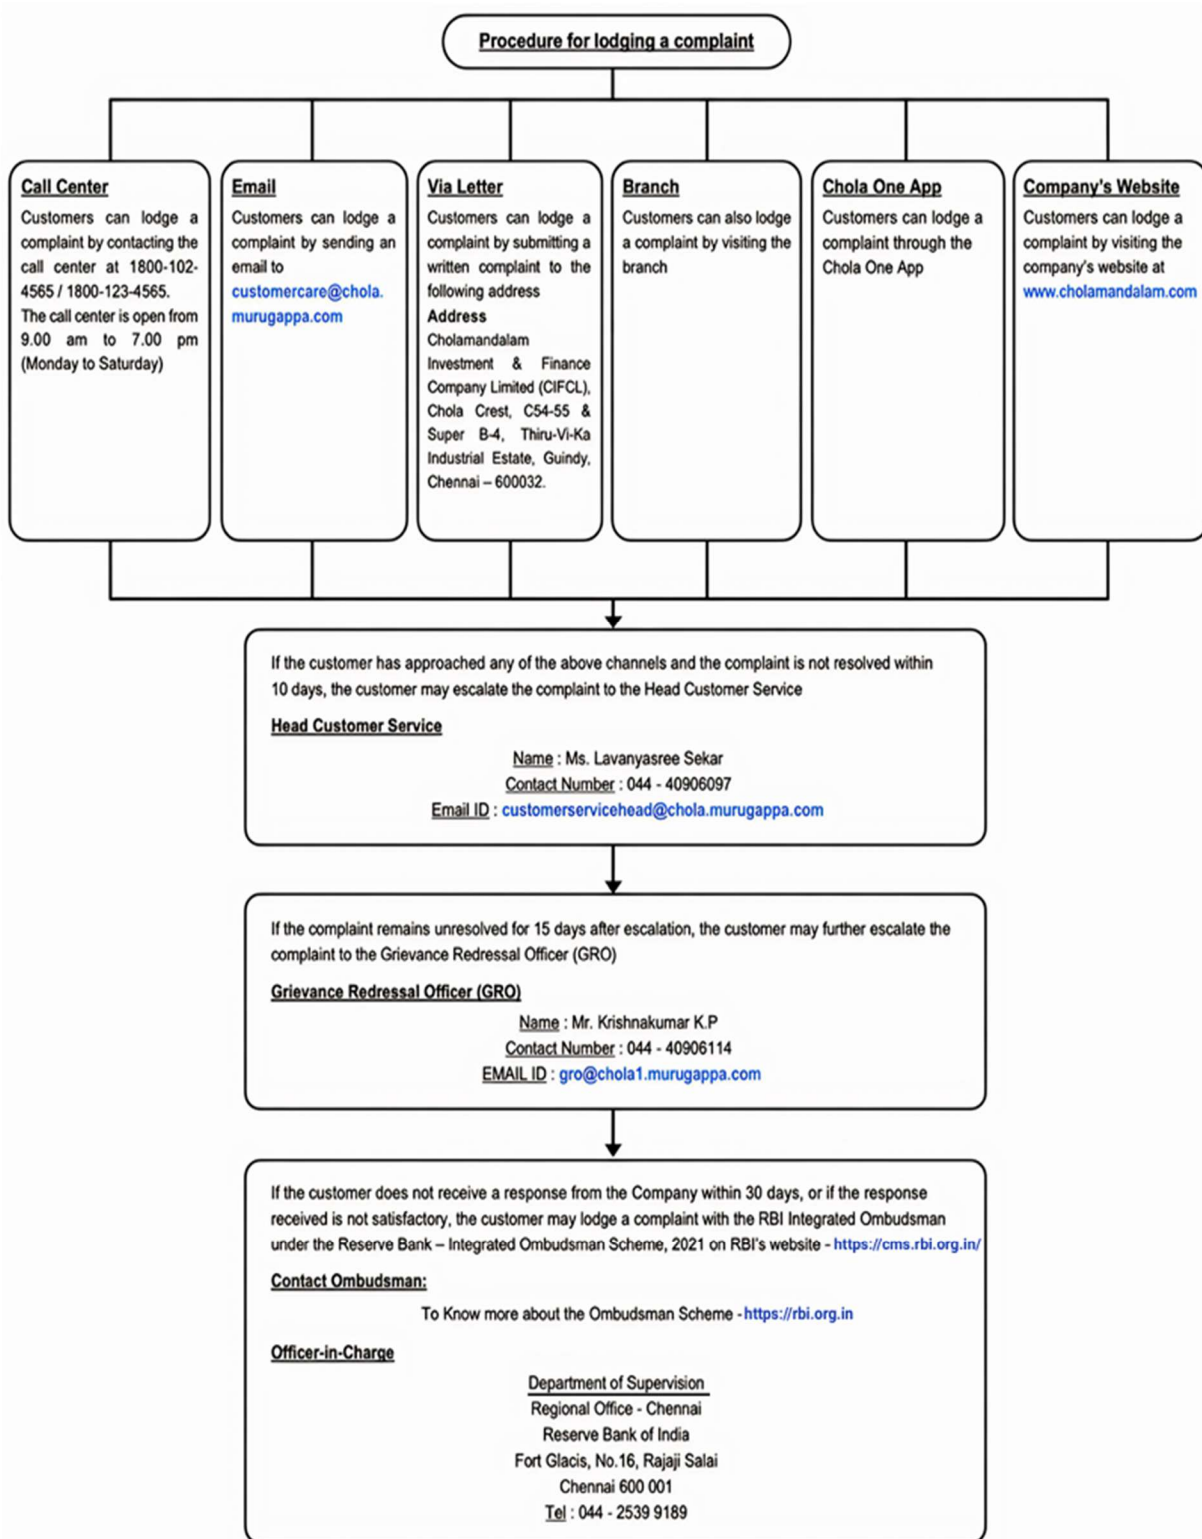 Procedure for lodging a complaint
Call Center
Customers can lodge a
complaint by contacting the
call center at 1800-102-
4565 / 1800-123-4565.
The call center is open from
9.00 am to 7.00 pm
(Monday to Saturday)
Email
Customers can lodge a
complaint by sending an
email to
customercare@chola.
murugappa.com
Via Letter
Customers can lodge a
complaint by submitting a
written complaint to the
following address
Address
Cholamandalam
Investment & Finance
Company Limited (CIFCL),
Chola Crest, C54-55 &
Super B-4, Thiru-Vi-Ka
Industrial Estate, Guindy,
Chennai – 600032.
Branch
Customers can also lodge
a complaint by visiting the
branch
Chola One App
Customers can lodge a
complaint through the
Chola One App
Company's Website
Customers can lodge a
complaint by visiting the
company's website at
www.cholamandalam.com
If the customer has approached any of the above channels and the complaint is not resolved within
10 days, the customer may escalate the complaint to the Head Customer Service
Head Customer Service
Name : Ms. Lavanyasree Sekar
Contact Number : 044 - 40906097
Email ID : customerservicehead@chola.murugappa.com
If the complaint remains unresolved for 15 days after escalation, the customer may further escalate the
complaint to the Grievance Redressal Officer (GRO)
Grievance Redressal Officer (GRO)
Name : Mr. Krishnakumar K.P
Contact Number : 044 - 40906114
EMAIL ID : gro@chola1.murugappa.com
If the customer does not receive a response from the Company within 30 days, or if the response
received is not satisfactory, the customer may lodge a complaint with the RBI Integrated Ombudsman
under the Reserve Bank – Integrated Ombudsman Scheme, 2021 on RBI's website - https://cms.rbi.org.in/
Contact Ombudsman:
To Know more about the Ombudsman Scheme - https://rbi.org.in
Officer-in-Charge
Department of Supervision
Regional Office - Chennai
Reserve Bank of India
Fort Glacis, No.16, Rajaji Salai
Chennai 600 001
Tel : 044 - 2539 9189